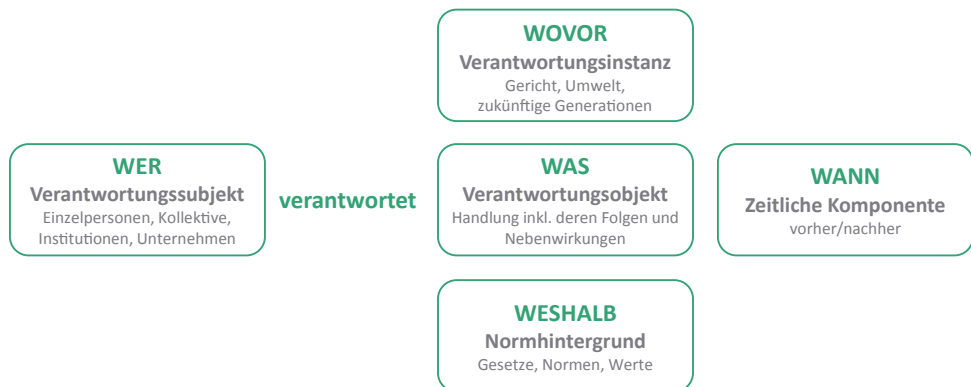 WOVOR
Verantwortungsinstanz
Gericht, Umwelt,
zukünftige Generationen
WER
Verantwortungssubjekt
Einzelpersonen, Kollektive,
Institutionen, Unternehmen
verantwortet
WAS
Verantwortungsobjekt
Handlung inkl. deren Folgen und
Nebenwirkungen
WANN
Zeitliche Komponente
vorher/nachher
WESHALB
Normhintergrund
Gesetze, Normen, Werte